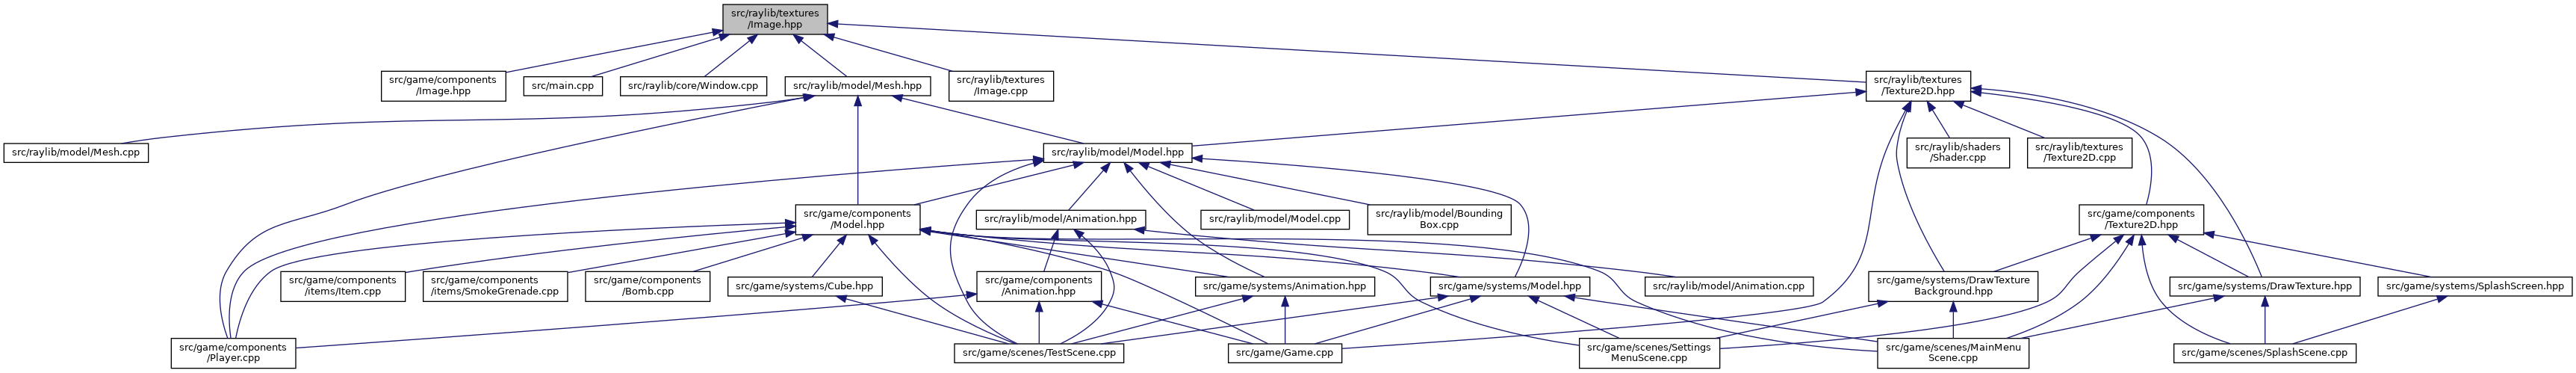 src/raylib/textures
/Image.hpp
src/game/components
/Image.hpp
src/main.cpp
src/raylib/core/Window.cpp
src/raylib/model/Mesh.hpp
src/raylib/textures
/Image.cpp
src/raylib/textures
/Texture2D.hpp
src/raylib/model/Mesh.cpp
src/raylib/model/Model.hpp
src/raylib/shaders
/Shader.cpp
src/raylib/textures
/Texture2D.cpp
src/game/components
/Model.hpp
src/raylib/model/Animation.hpp
src/raylib/model/Model.cpp
src/raylib/model/Bounding
Box.cpp
src/game/components
/Texture2D.hpp
src/game/components
/items/Item.cpp
src/game/components
/items/SmokeGrenade.cpp
src/game/components
/Bomb.cpp
src/game/systems/Cube.hpp
src/game/components
/Animation.hpp
src/game/systems/Animation.hpp
src/game/systems/Model.hpp
src/raylib/model/Animation.cpp
src/game/systems/DrawTexture
Background.hpp
src/game/systems/DrawTexture.hpp
src/game/systems/SplashScreen.hpp
src/game/components
/Player.cpp
src/game/scenes/TestScene.cpp
src/game/Game.cpp
src/game/scenes/Settings
MenuScene.cpp
src/game/scenes/MainMenu
Scene.cpp
src/game/scenes/SplashScene.cpp